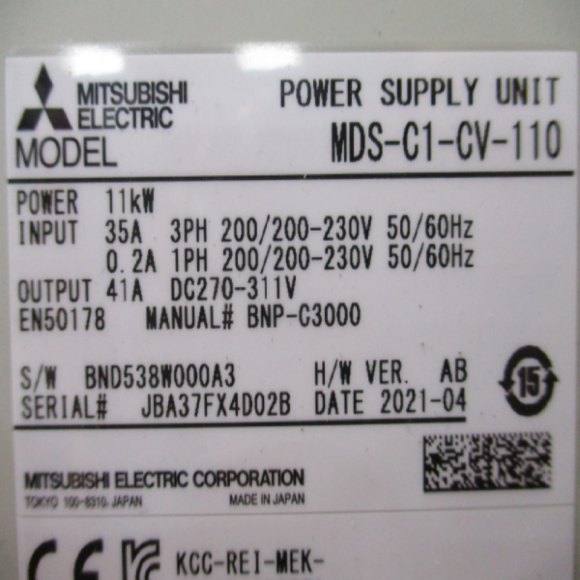 MITSUBISHI ELECTRIC POWER SUPPLY UNIT
MODEL MDS-C1-CV-110
POWER 11kW
INPUT 35A 3PH 200/200-230V 50/60Hz
0.2A 1PH 200/200-230V 50/60Hz
OUTPUT 41A DC270-311V
EN50178 MANUAL# BNP-C3000
S/W BND538W000A3 H/W VER. AB
SERIAL# JBA37FX4D02B DATE 2021-04
15
MITSUBISHI ELECTRIC CORPORATION
TOKYO 100-8310, JAPAN MADE IN JAPAN
CE KCC-REI-MEK-